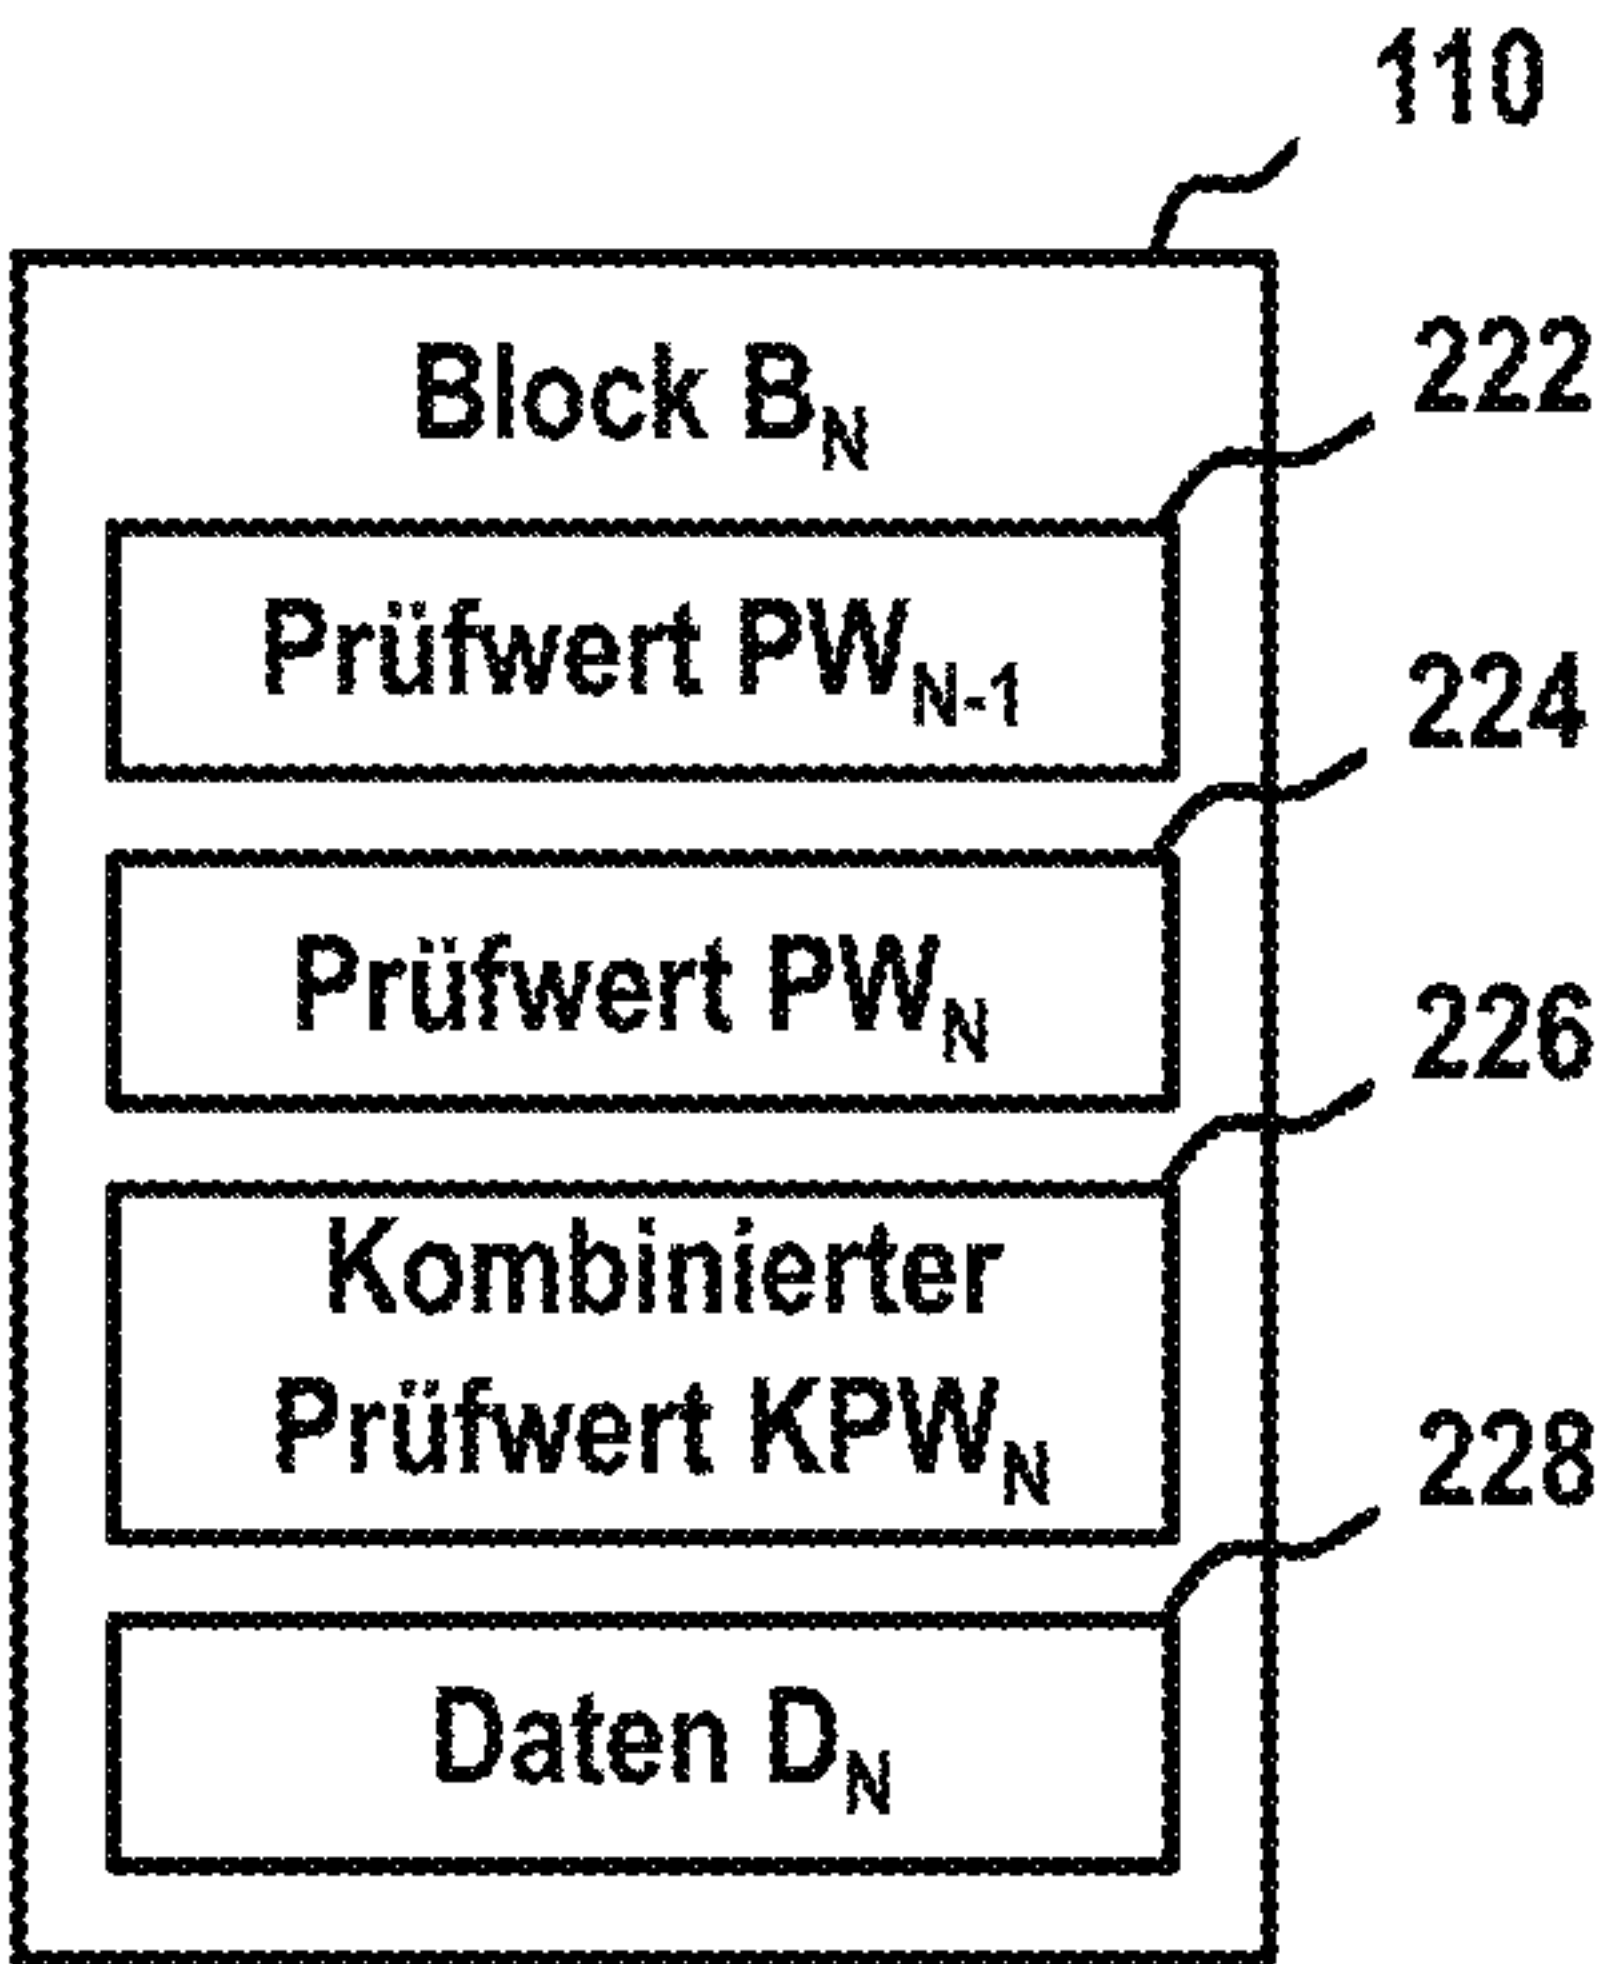 110
Block B_N
222
Prüfwert PW_N-1
224
Prüfwert PW_N
226
Kombinierter
Prüfwert KPW_N
228
Daten D_N